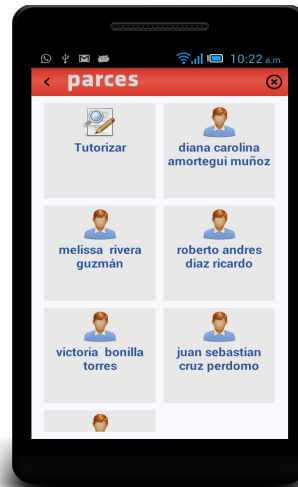 10:22 a.m.
parces
Tutorizar
diana carolina
amortegui muñoz
melissa rivera
guzmán
roberto andres
diaz ricardo
victoria bonilla
torres
juan sebastian
cruz perdomo